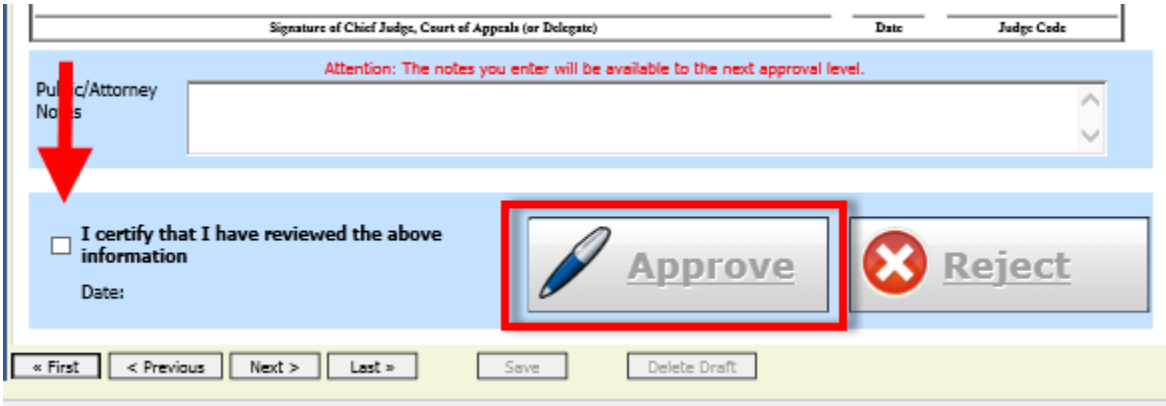 Signature of Chief Judge, Court of Appeals (or Delegate) Date Judge Code
Attention: The notes you enter will be available to the next approval level.
Public/Attorney
Notes
I certify that I have reviewed the above
information
Date:
Approve Reject
« First < Previous Next > Last » Save Delete Draft